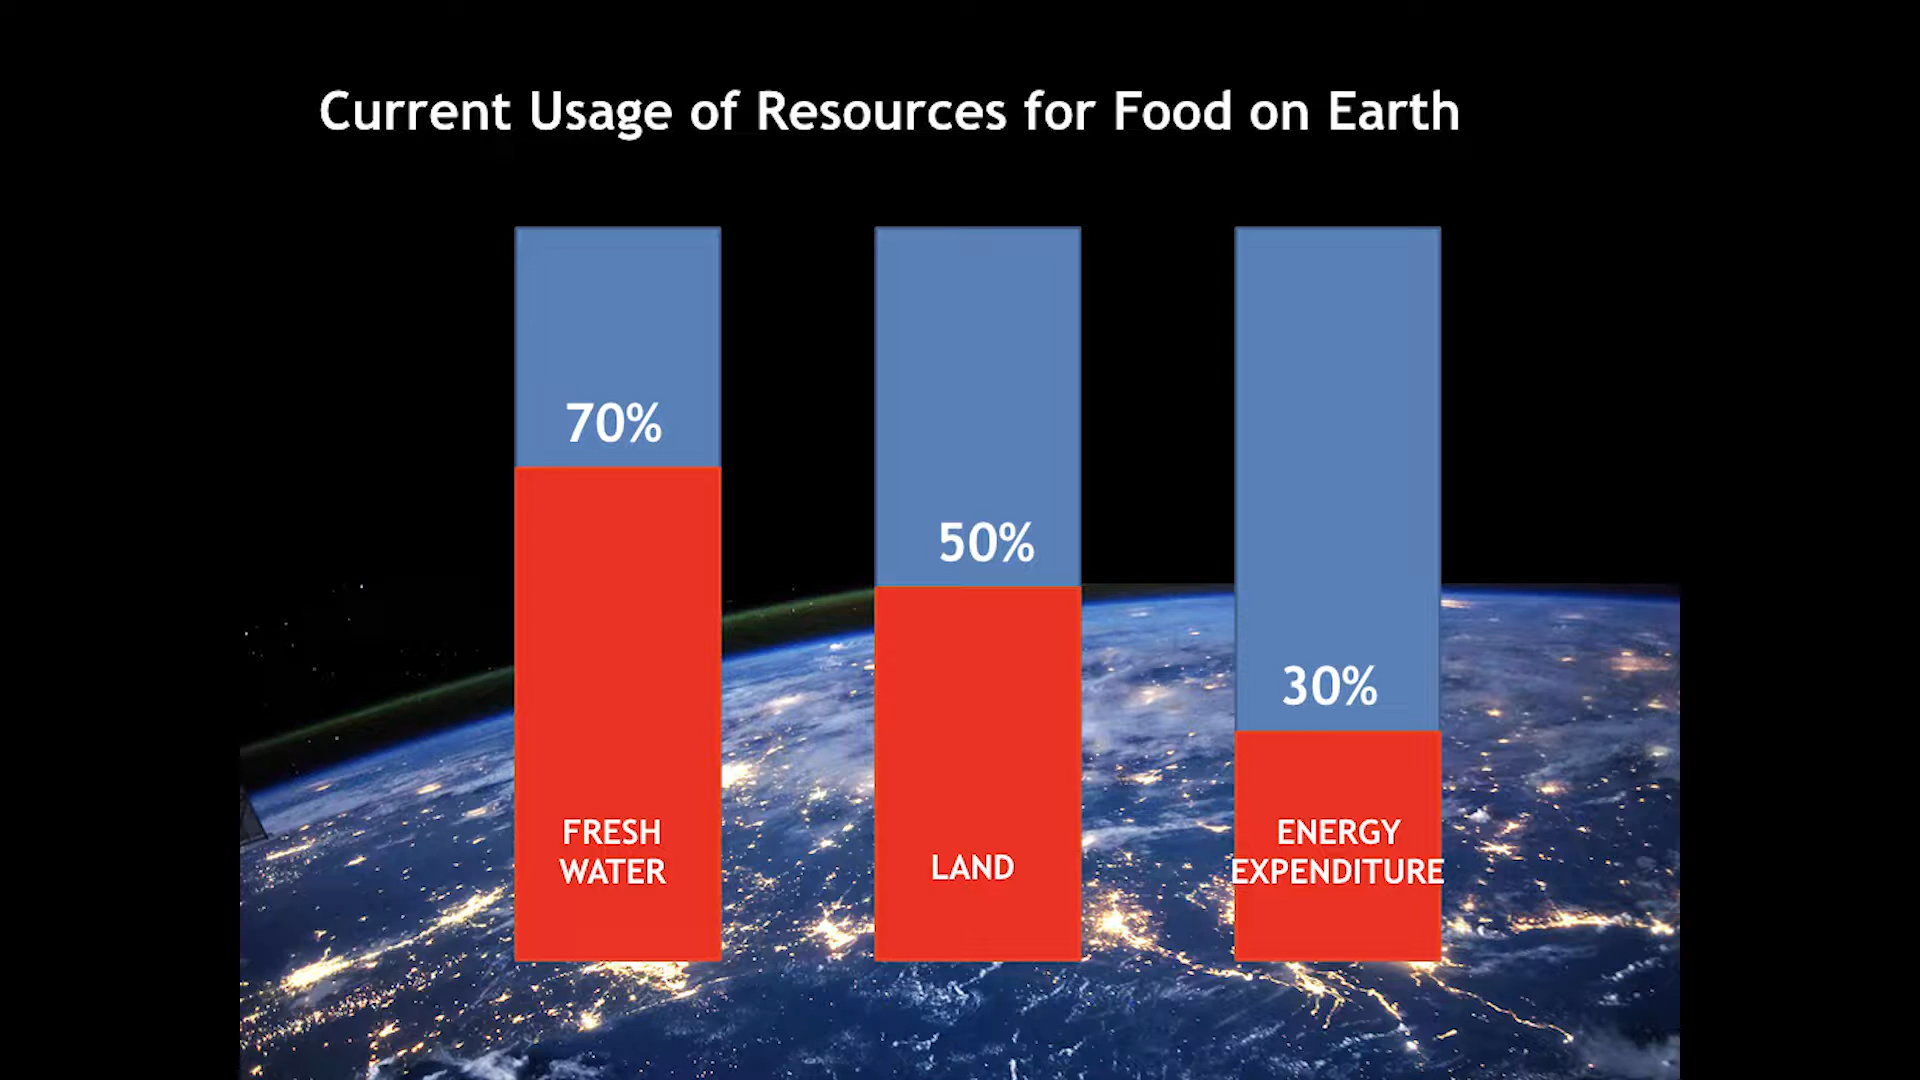 Current Usage of Resources for Food on Earth
70%
50%
30%
FRESH
WATER
LAND
ENERGY
EXPENDITURE